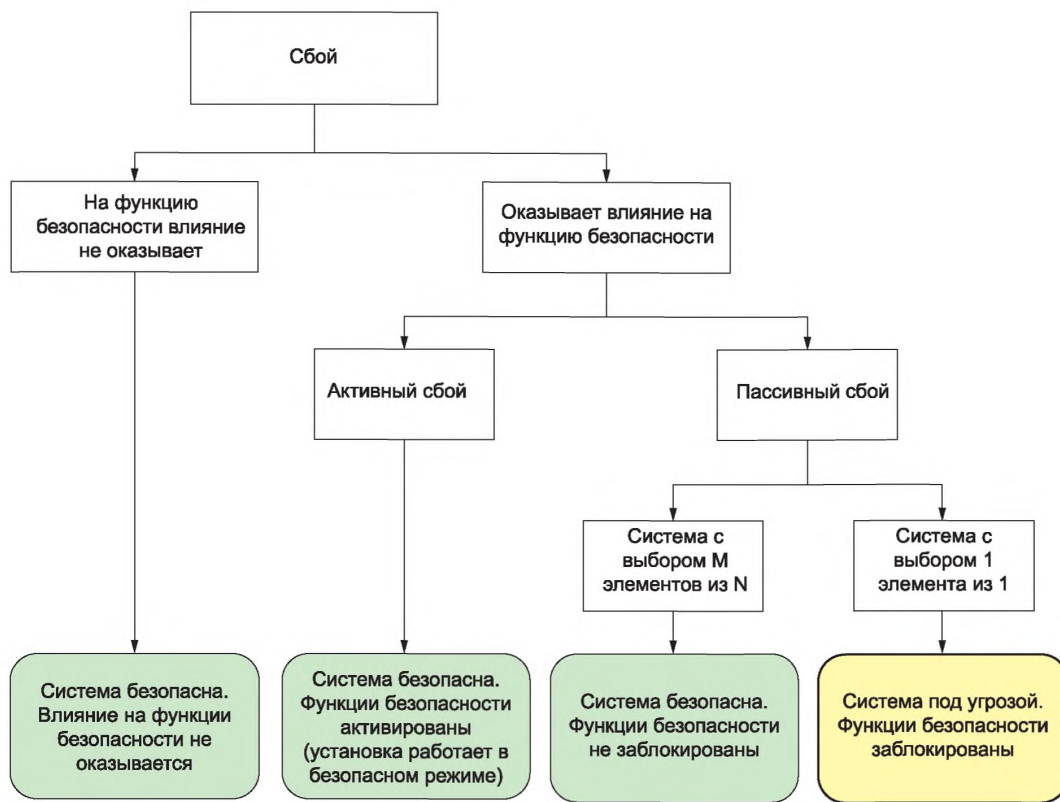 Сбой
На функцию
безопасности влияние
не оказывает
Оказывает влияние на
функцию безопасности
Активный сбой
Пассивный сбой
Система с
выбором М
элементов из N
Система с
выбором 1
элемента из 1
Система безопасна.
Влияние на функции
безопасности не
оказывается
Система безопасна.
Функции безопасности
активированы
(установка работает в
безопасном режиме)
Система безопасна.
Функции безопасности
не заблокированы
Система под угрозой.
Функции безопасности
заблокированы